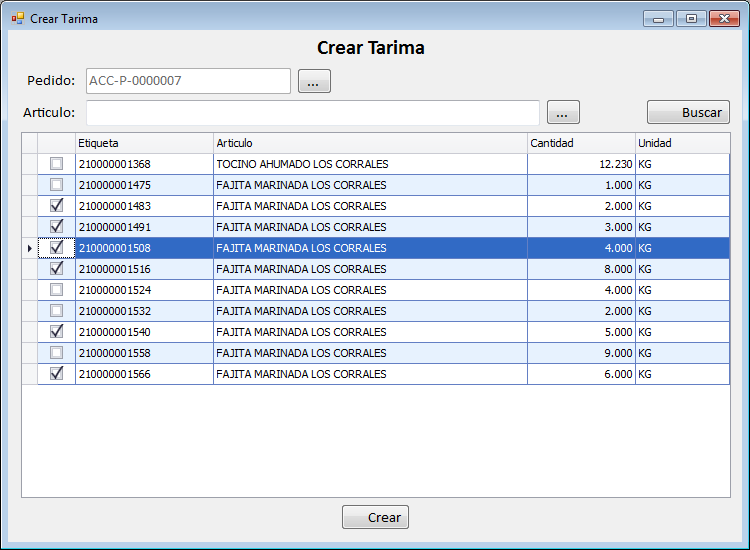 Crear Tarima
Crear Tarima
Pedido: ACC-P-0000007 ...
Artículo: ... Buscar
Etiqueta Artículo Cantidad Unidad
210000001368 TOCINO AHUMADO LOS CORRALES 12.230 KG
210000001475 FAJITA MARINADA LOS CORRALES 1.000 KG
210000001483 FAJITA MARINADA LOS CORRALES 2.000 KG
210000001491 FAJITA MARINADA LOS CORRALES 3.000 KG
210000001508 FAJITA MARINADA LOS CORRALES 4.000 KG
210000001516 FAJITA MARINADA LOS CORRALES 8.000 KG
210000001524 FAJITA MARINADA LOS CORRALES 4.000 KG
210000001532 FAJITA MARINADA LOS CORRALES 2.000 KG
210000001540 FAJITA MARINADA LOS CORRALES 5.000 KG
210000001558 FAJITA MARINADA LOS CORRALES 9.000 KG
210000001566 FAJITA MARINADA LOS CORRALES 6.000 KG
Crear